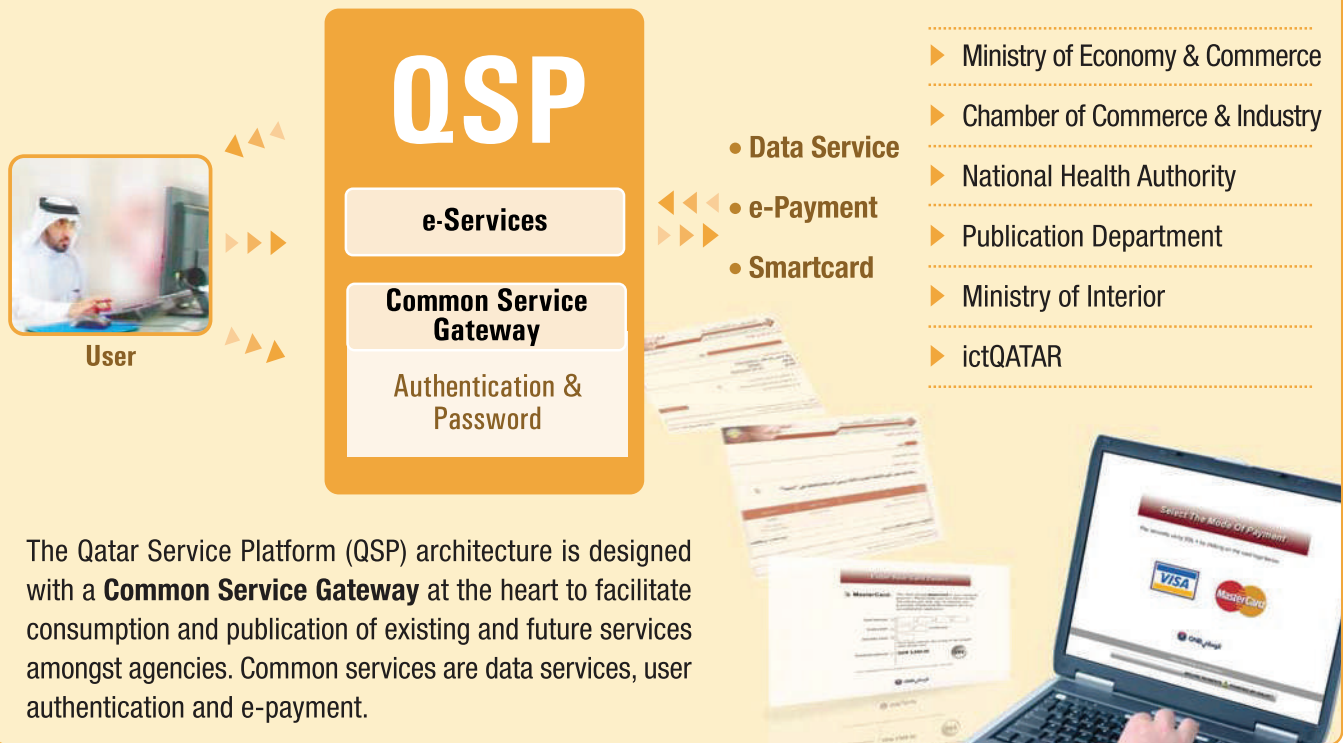 QSP
e-Services
Common Service
Gateway
Authentication &
Password
User
• Data Service
• e-Payment
• Smartcard
Ministry of Economy & Commerce
Chamber of Commerce & Industry
National Health Authority
Publication Department
Ministry of Interior
ictQATAR
The Qatar Service Platform (QSP) architecture is designed
with a Common Service Gateway at the heart to facilitate
consumption and publication of existing and future services
amongst agencies. Common services are data services, user
authentication and e-payment.
Select The Mode Of Payment
VISA
MasterCard
QNB
MasterCard